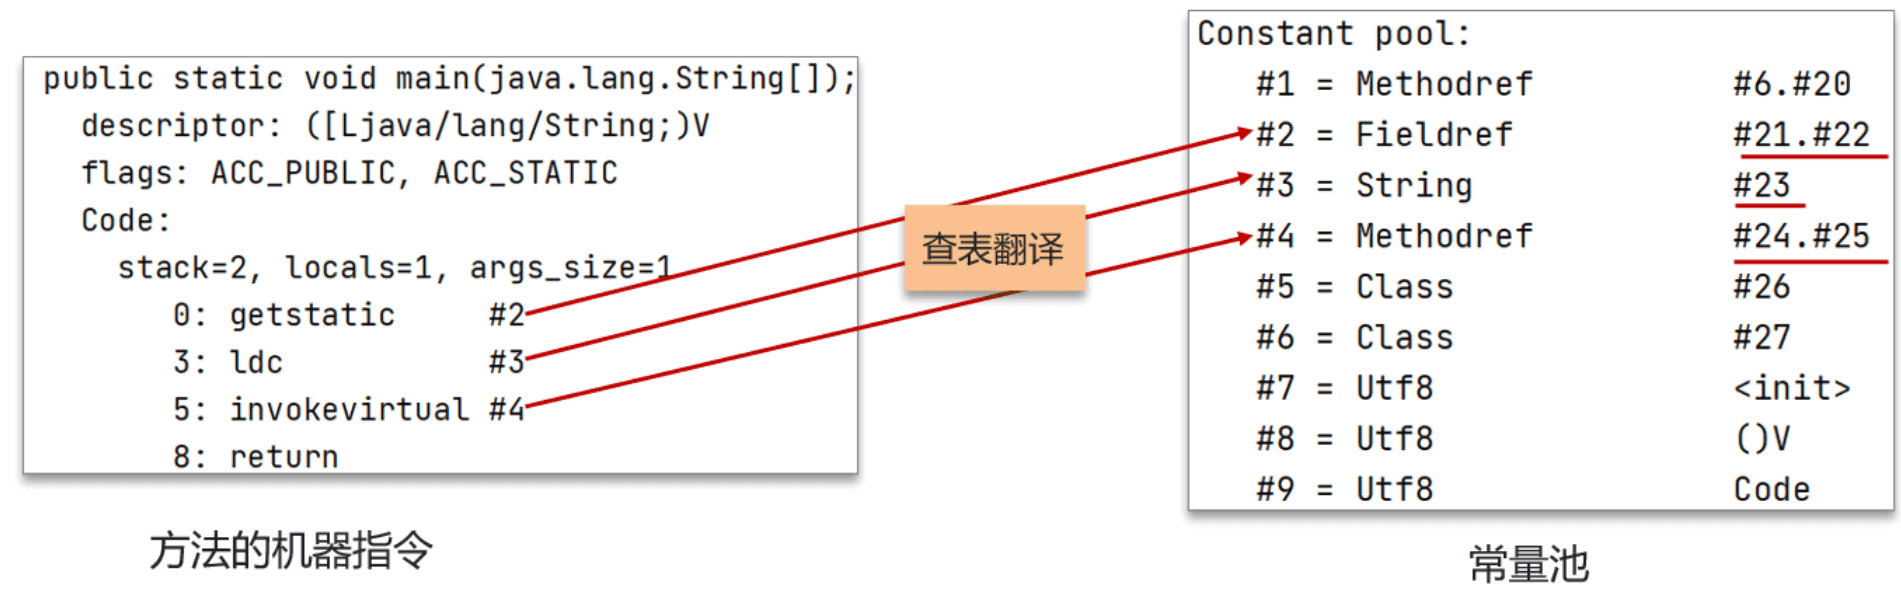 public static void main(java.lang.String[]);
descriptor: ([Ljava/lang/String;)V
flags: ACC_PUBLIC, ACC_STATIC
Code:
stack=2, locals=1, args_size=1
0: getstatic #2
3: ldc #3
5: invokevirtual #4
8: return
方法的机器指令
查表翻译
Constant pool:
#1 = Methodref #6.#20
#2 = Fieldref #21.#22
#3 = String #23
#4 = Methodref #24.#25
#5 = Class #26
#6 = Class #27
#7 = Utf8 <init>
#8 = Utf8 ()V
#9 = Utf8 Code
常量池